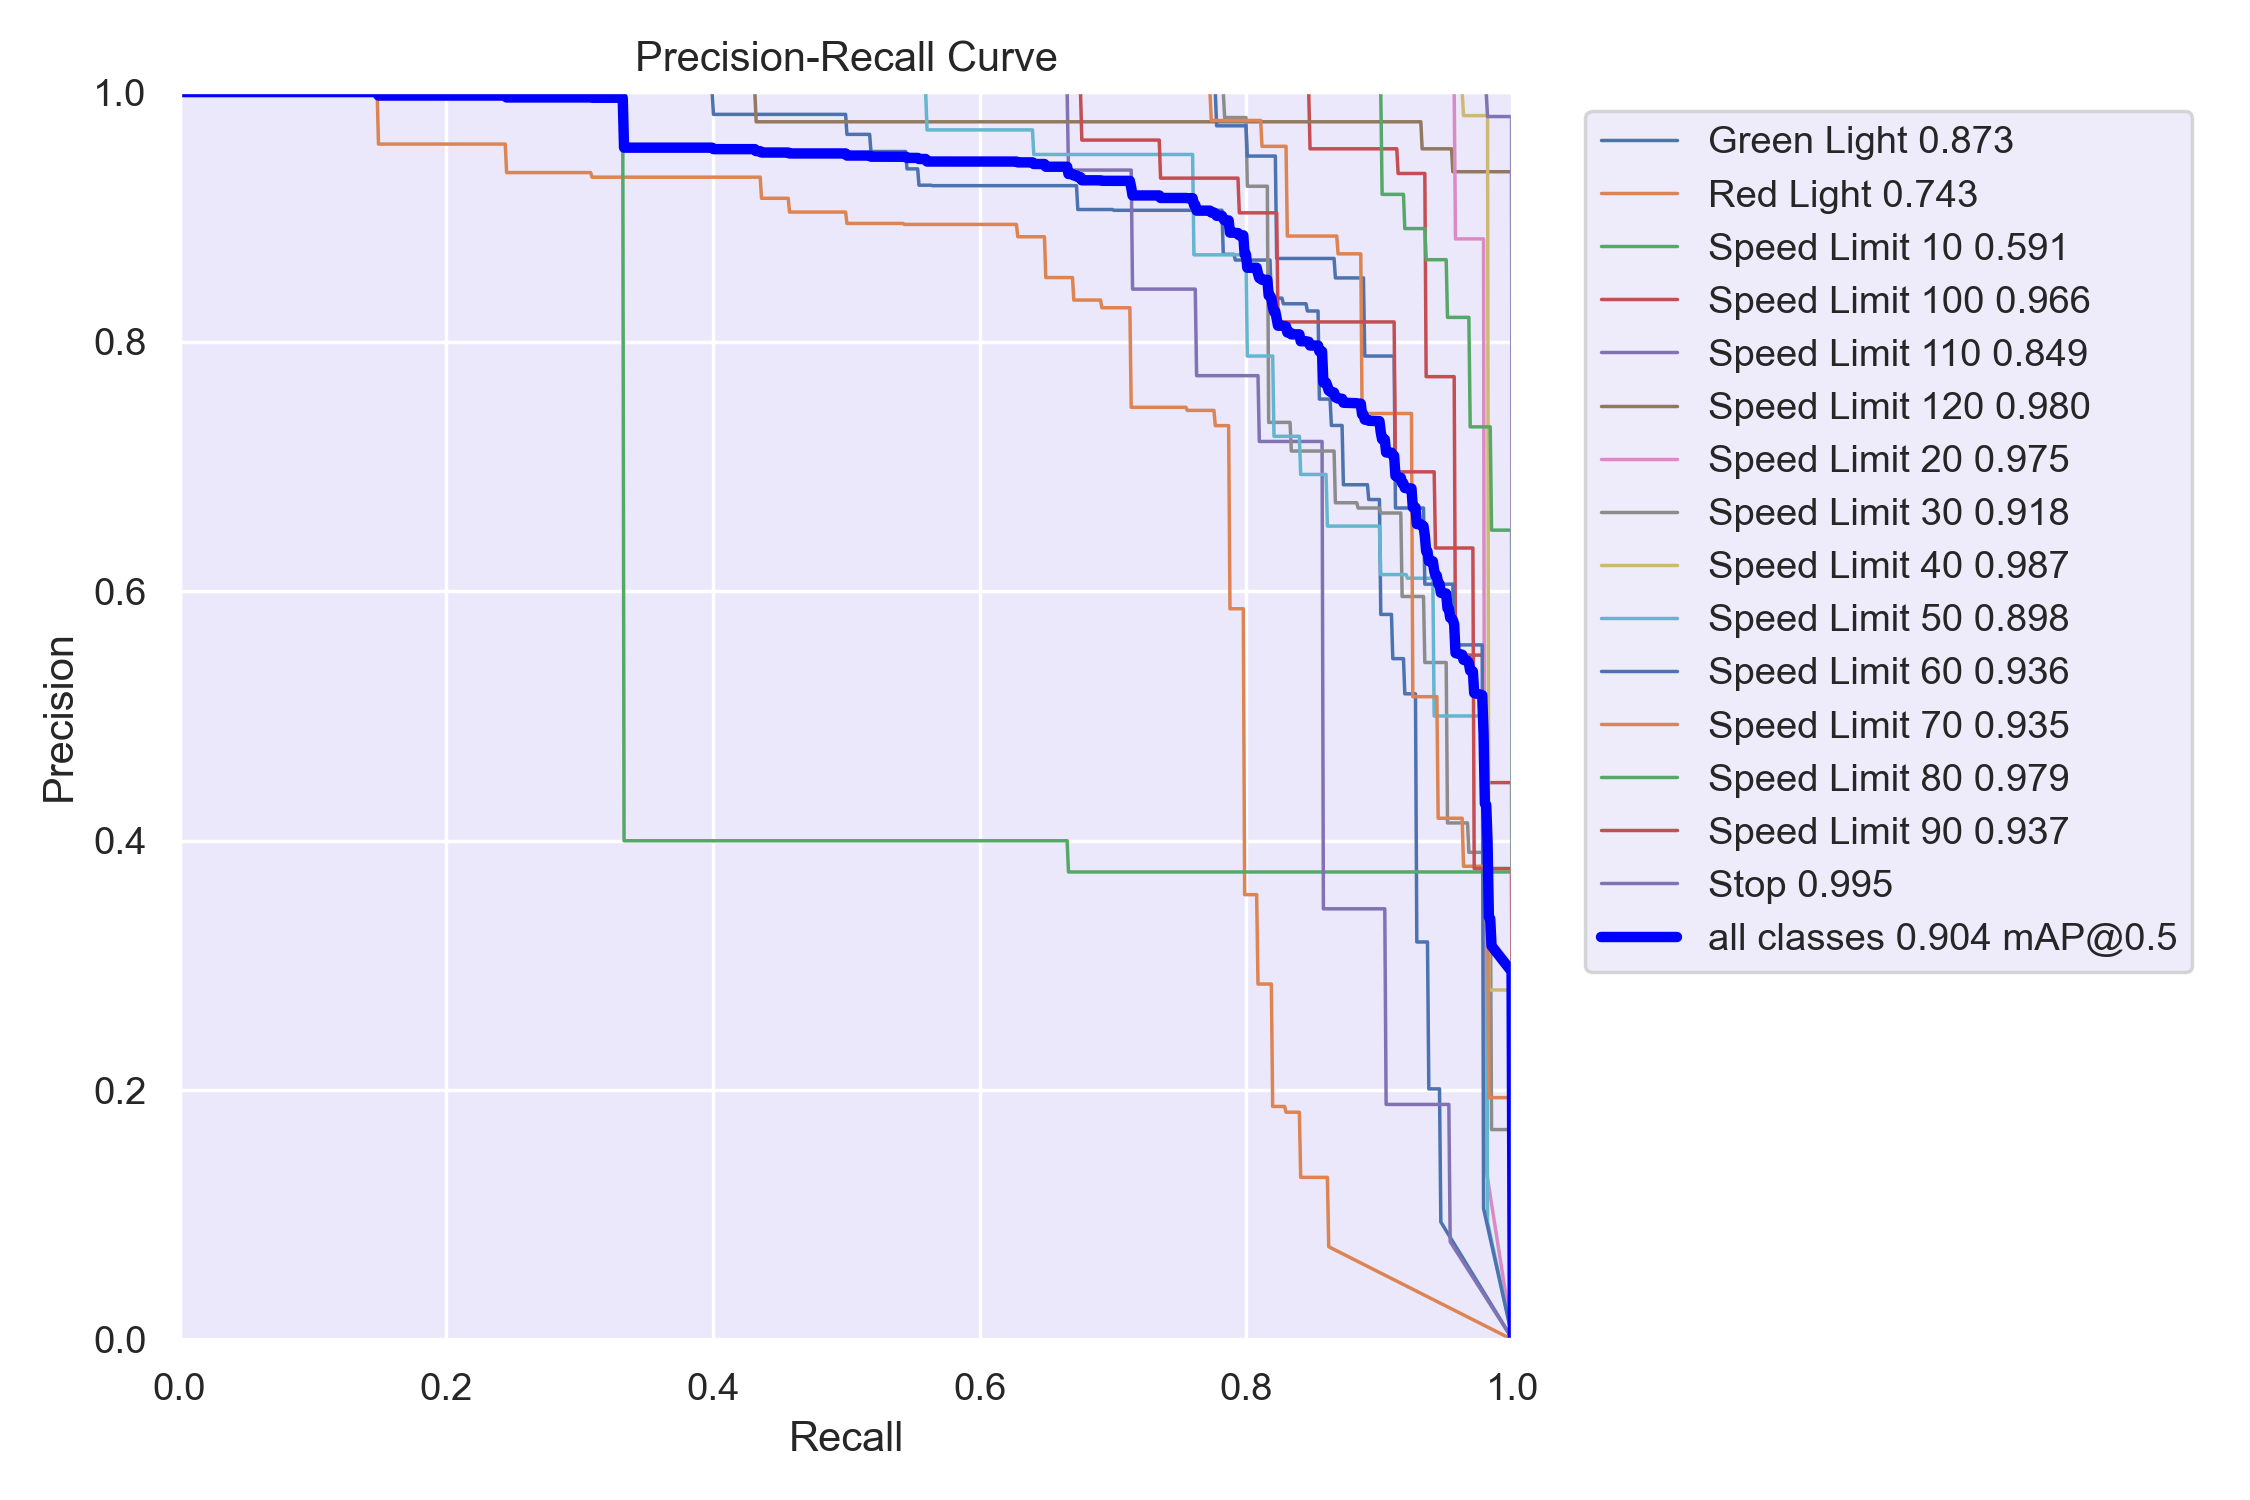 Precision-Recall Curve
1.0
0.8
0.6
0.4
0.2
0.0
Precision
0.0 0.2 0.4 0.6 0.8 1.0
Recall
Green Light 0.873
Red Light 0.743
Speed Limit 10 0.591
Speed Limit 100 0.966
Speed Limit 110 0.849
Speed Limit 120 0.980
Speed Limit 20 0.975
Speed Limit 30 0.918
Speed Limit 40 0.987
Speed Limit 50 0.898
Speed Limit 60 0.936
Speed Limit 70 0.935
Speed Limit 80 0.979
Speed Limit 90 0.937
Stop 0.995
all classes 0.904 mAP@0.5